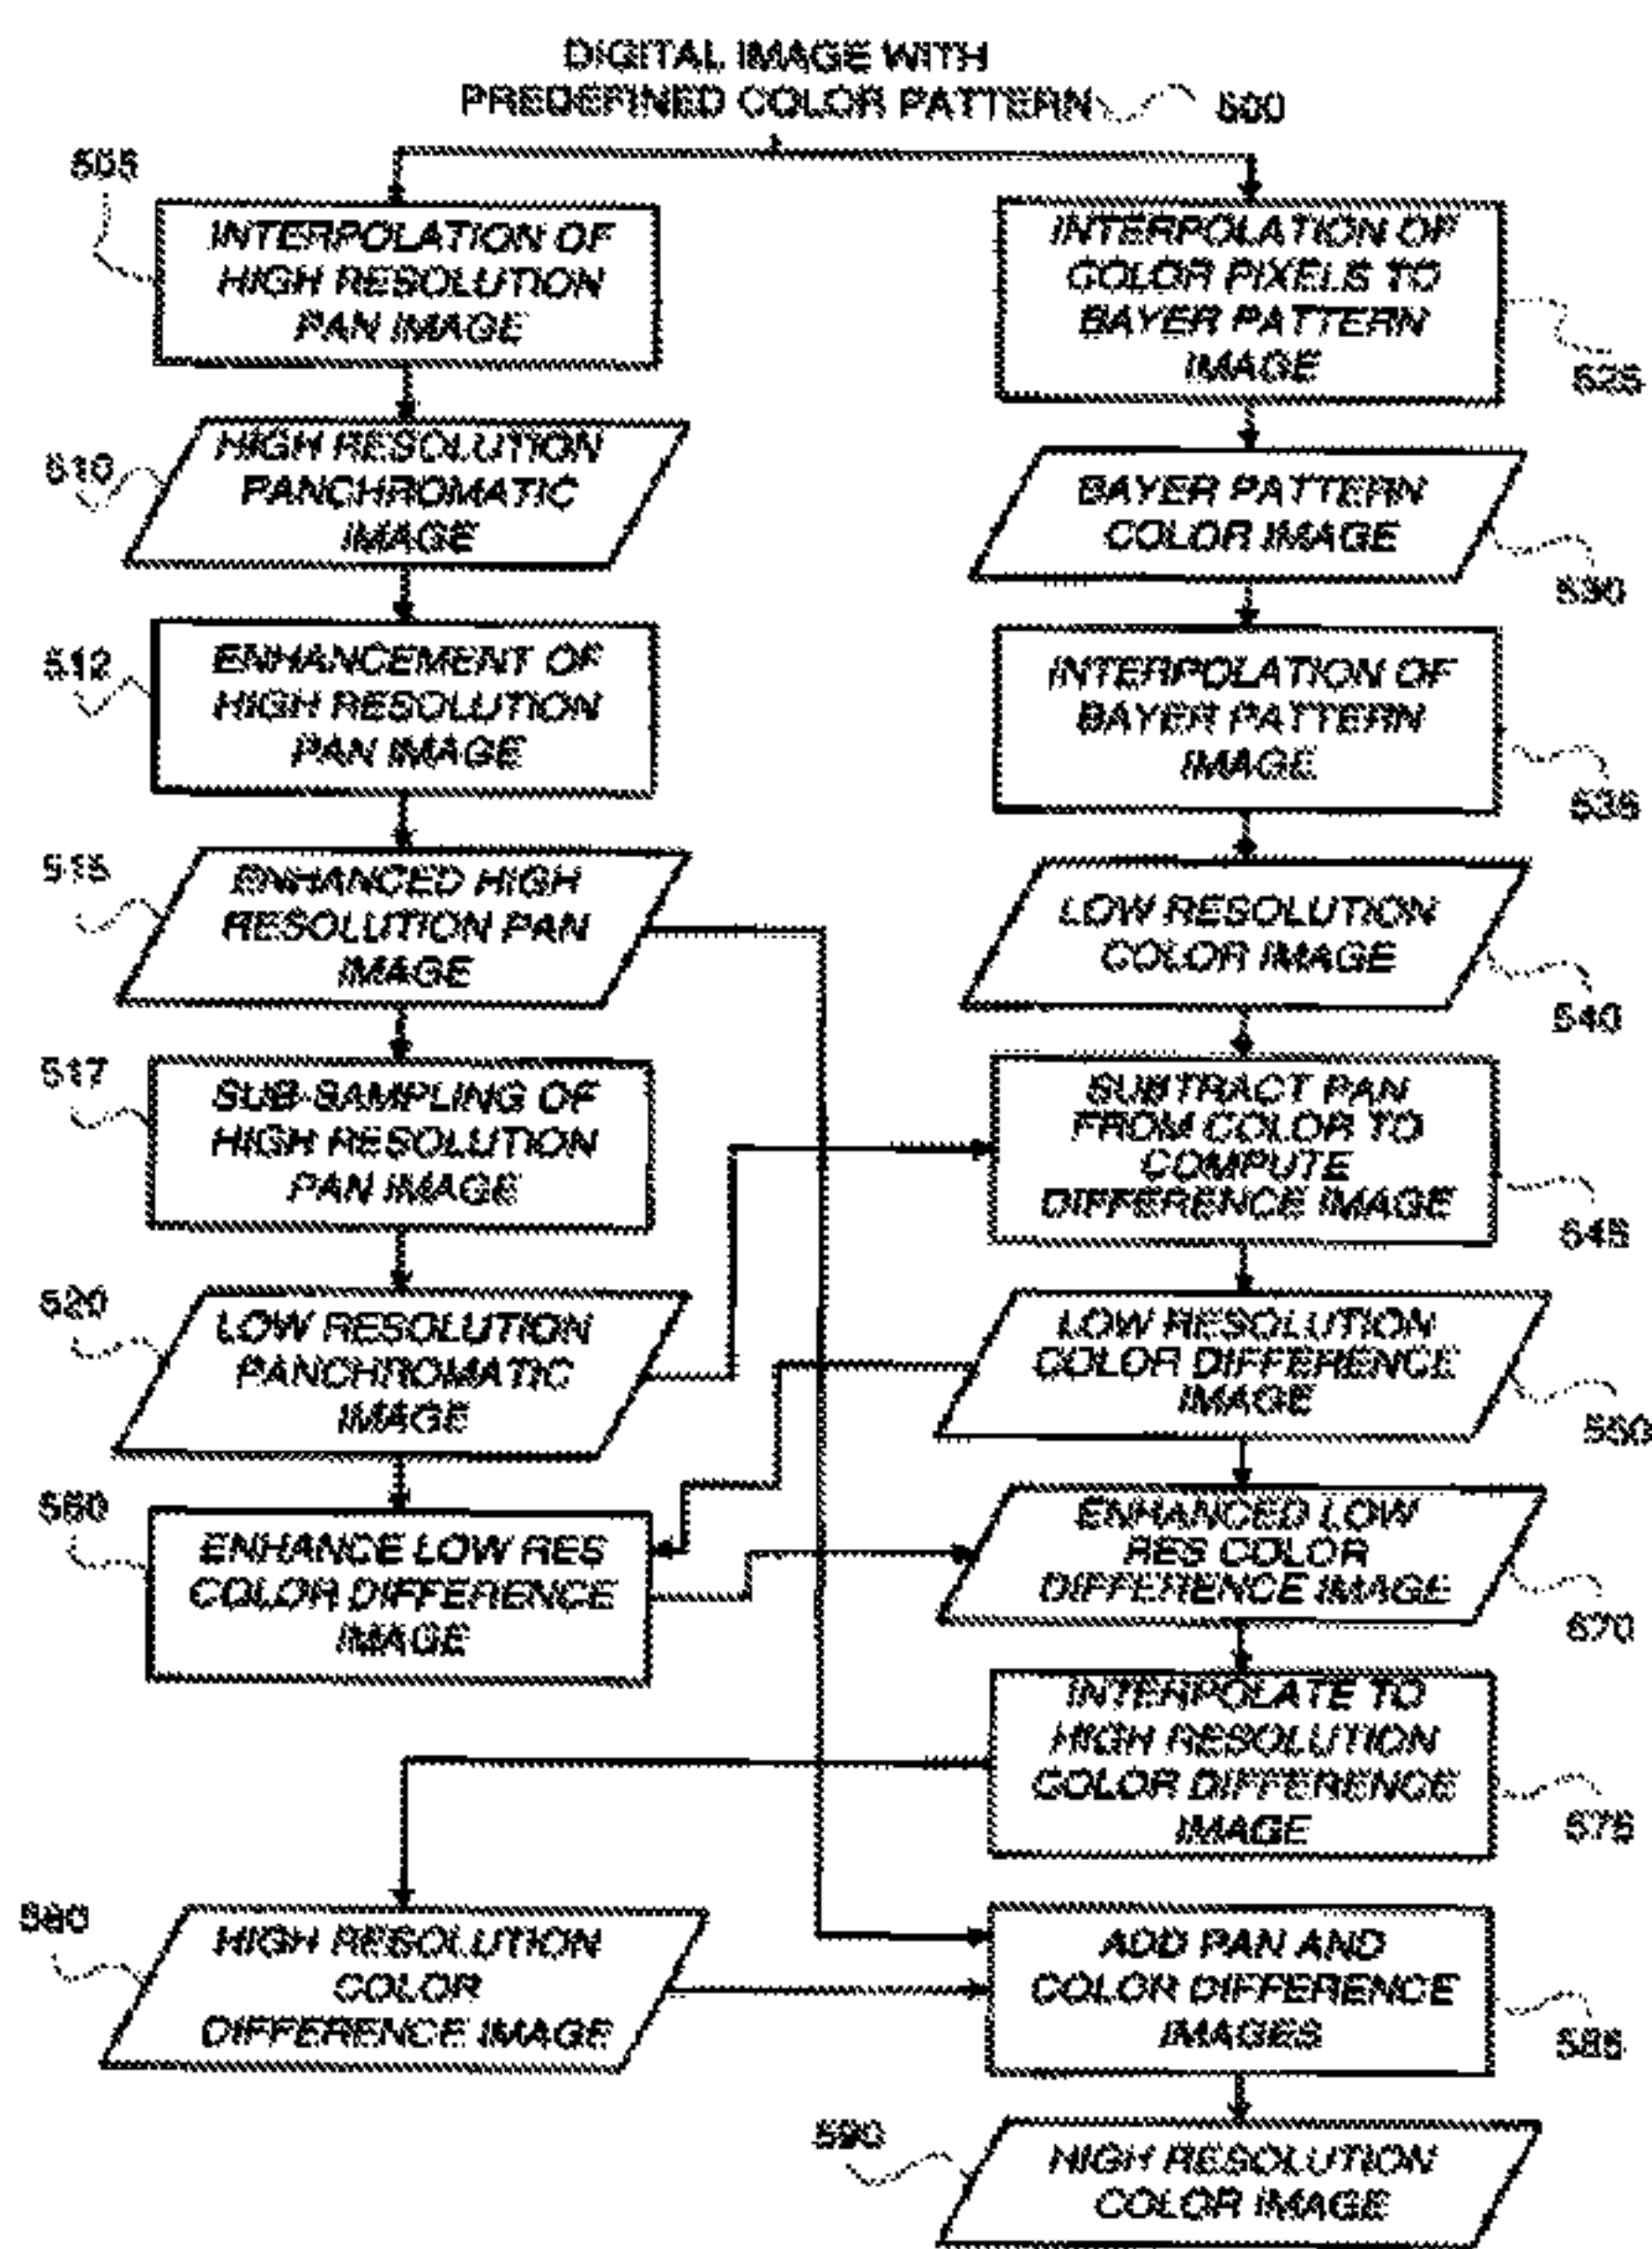 DIGITAL IMAGE WITH
PREDEFINED COLOR PATTERN
500
505
INTERPOLATION OF
HIGH RESOLUTION
PAN IMAGE
INTERPOLATION OF
COLOR PIXELS TO
BAYER PATTERN
IMAGE
525
510
HIGH RESOLUTION
PANCHROMATIC
IMAGE
BAYER PATTERN
COLOR IMAGE
530
512
ENHANCEMENT OF
HIGH RESOLUTION
PAN IMAGE
INTERPOLATION OF
BAYER PATTERN
IMAGE
535
515
ENHANCED HIGH
RESOLUTION PAN
IMAGE
LOW RESOLUTION
COLOR IMAGE
540
517
SUB-SAMPLING OF
HIGH RESOLUTION
PAN IMAGE
SUBTRACT PAN
FROM COLOR TO
COMPUTE
DIFFERENCE IMAGE
545
520
LOW RESOLUTION
PANCHROMATIC
IMAGE
LOW RESOLUTION
COLOR DIFFERENCE
IMAGE
550
560
ENHANCE LOW RES
COLOR DIFFERENCE
IMAGE
ENHANCED LOW
RES COLOR
DIFFERENCE IMAGE
570
INTERPOLATE TO
HIGH RESOLUTION
COLOR DIFFERENCE
IMAGE
575
580
HIGH RESOLUTION
COLOR
DIFFERENCE IMAGE
ADD PAN AND
COLOR DIFFERENCE
IMAGES
585
590
HIGH RESOLUTION
COLOR IMAGE